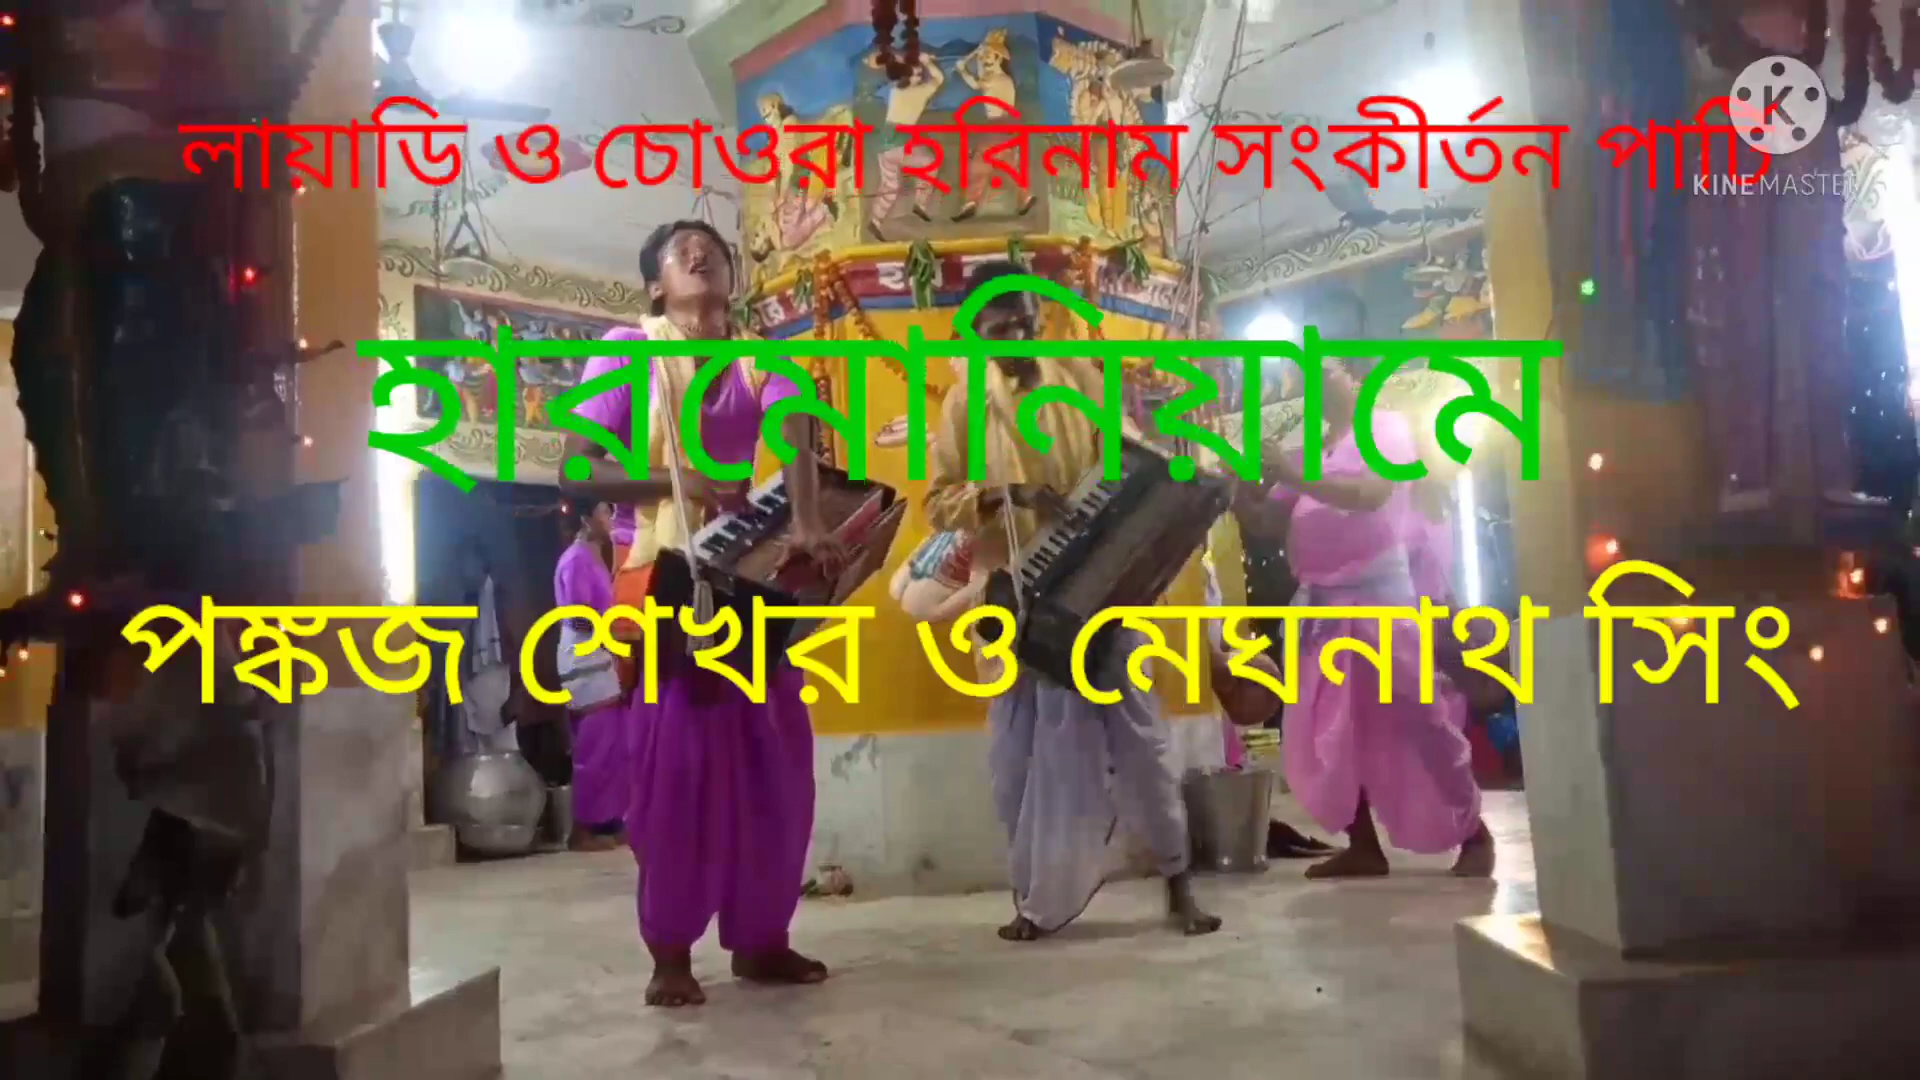 লায়াডি ও চোওরা হরিনাম সংকীর্তন পার্টি
KINEMASTER
হারমোনিয়ামে
পঙ্কজ শেখর ও মেঘনাথ সিং